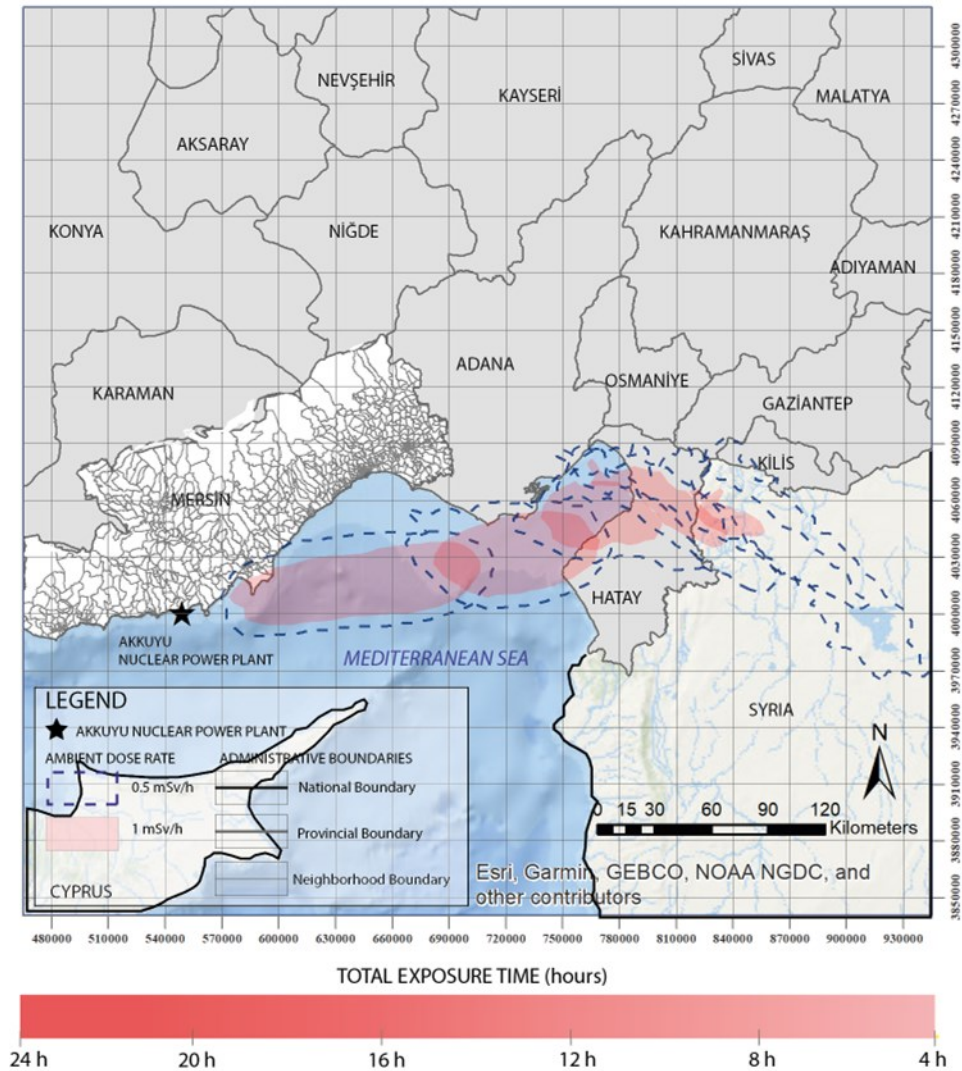 SİVAS
NEVŞEHİR
KAYSERİ
MALATYA
AKSARAY
KONYA
NİĞDE
KAHRAMANMARAŞ
ADIYAMAN
ADANA
KARAMAN
OSMANİYE
GAZİANTEP
KİLİS
MERSİN
HATAY
AKKUYU
NUCLEAR POWER PLANT
MEDITERRANEAN SEA
SYRIA
N
LEGEND
AKKUYU NUCLEAR POWER PLANT
AMBIENT DOSE RATE
0.5 mSv/h
1 mSv/h
ADMINISTRATIVE BOUNDARIES
National Boundary
Provincial Boundary
Neighborhood Boundary
CYPRUS
0 15 30 60 90 120
Kilometers
Esri, Garmin, GEBCO, NOAA NGDC, and
other contributors
4300000
4270000
4240000
4210000
4180000
4150000
4120000
4090000
4060000
4030000
4000000
3970000
3940000
3910000
3880000
3850000
480000 510000 540000 570000 600000 630000 660000 690000 720000 750000 780000 810000 840000 870000 900000 930000
TOTAL EXPOSURE TIME (hours)
24 h 20 h 16 h 12 h 8 h 4 h